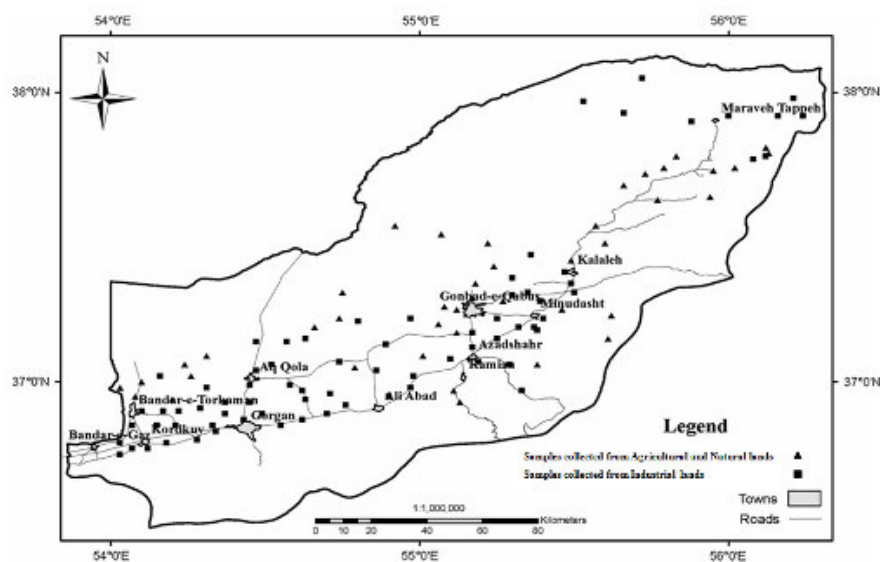 54°0'E 55°0'E 56°0'E
N
38°0'N 38°0'N
Maraveh Tappeh
Kalaleh
Gonbad-e-Qabus
Minudasht
Azadshahr
37°0'N 37°0'N
Aq Qola
Ramian
Bandar-e-Torkuman
Ali Abad
Gorgan
Kordkuy
Bandar-e-Gaz
Legend
Samples collected from Agricultural and Natural lands
Samples collected from Industrial lands
Towns
Roads
1:1,000,000
0 5 10 20 40 60 80 Kilometers
54°0'E 55°0'E 56°0'E